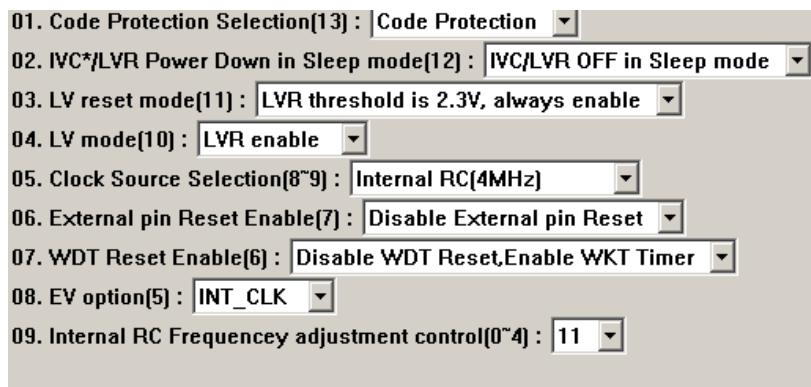 01. Code Protection Selection(13) : Code Protection
02. IVC*/LVR Power Down in Sleep mode(12) : IVC/LVR OFF in Sleep mode
03. LV reset mode(11) : LVR threshold is 2.3V, always enable
04. LV mode(10) : LVR enable
05. Clock Source Selection(8~9) : Internal RC(4MHz)
06. External pin Reset Enable(7) : Disable External pin Reset
07. WDT Reset Enable(6) : Disable WDT Reset,Enable WKT Timer
08. EV option(5) : INT_CLK
09. Internal RC Frequencey adjustment control(0~4) : 11